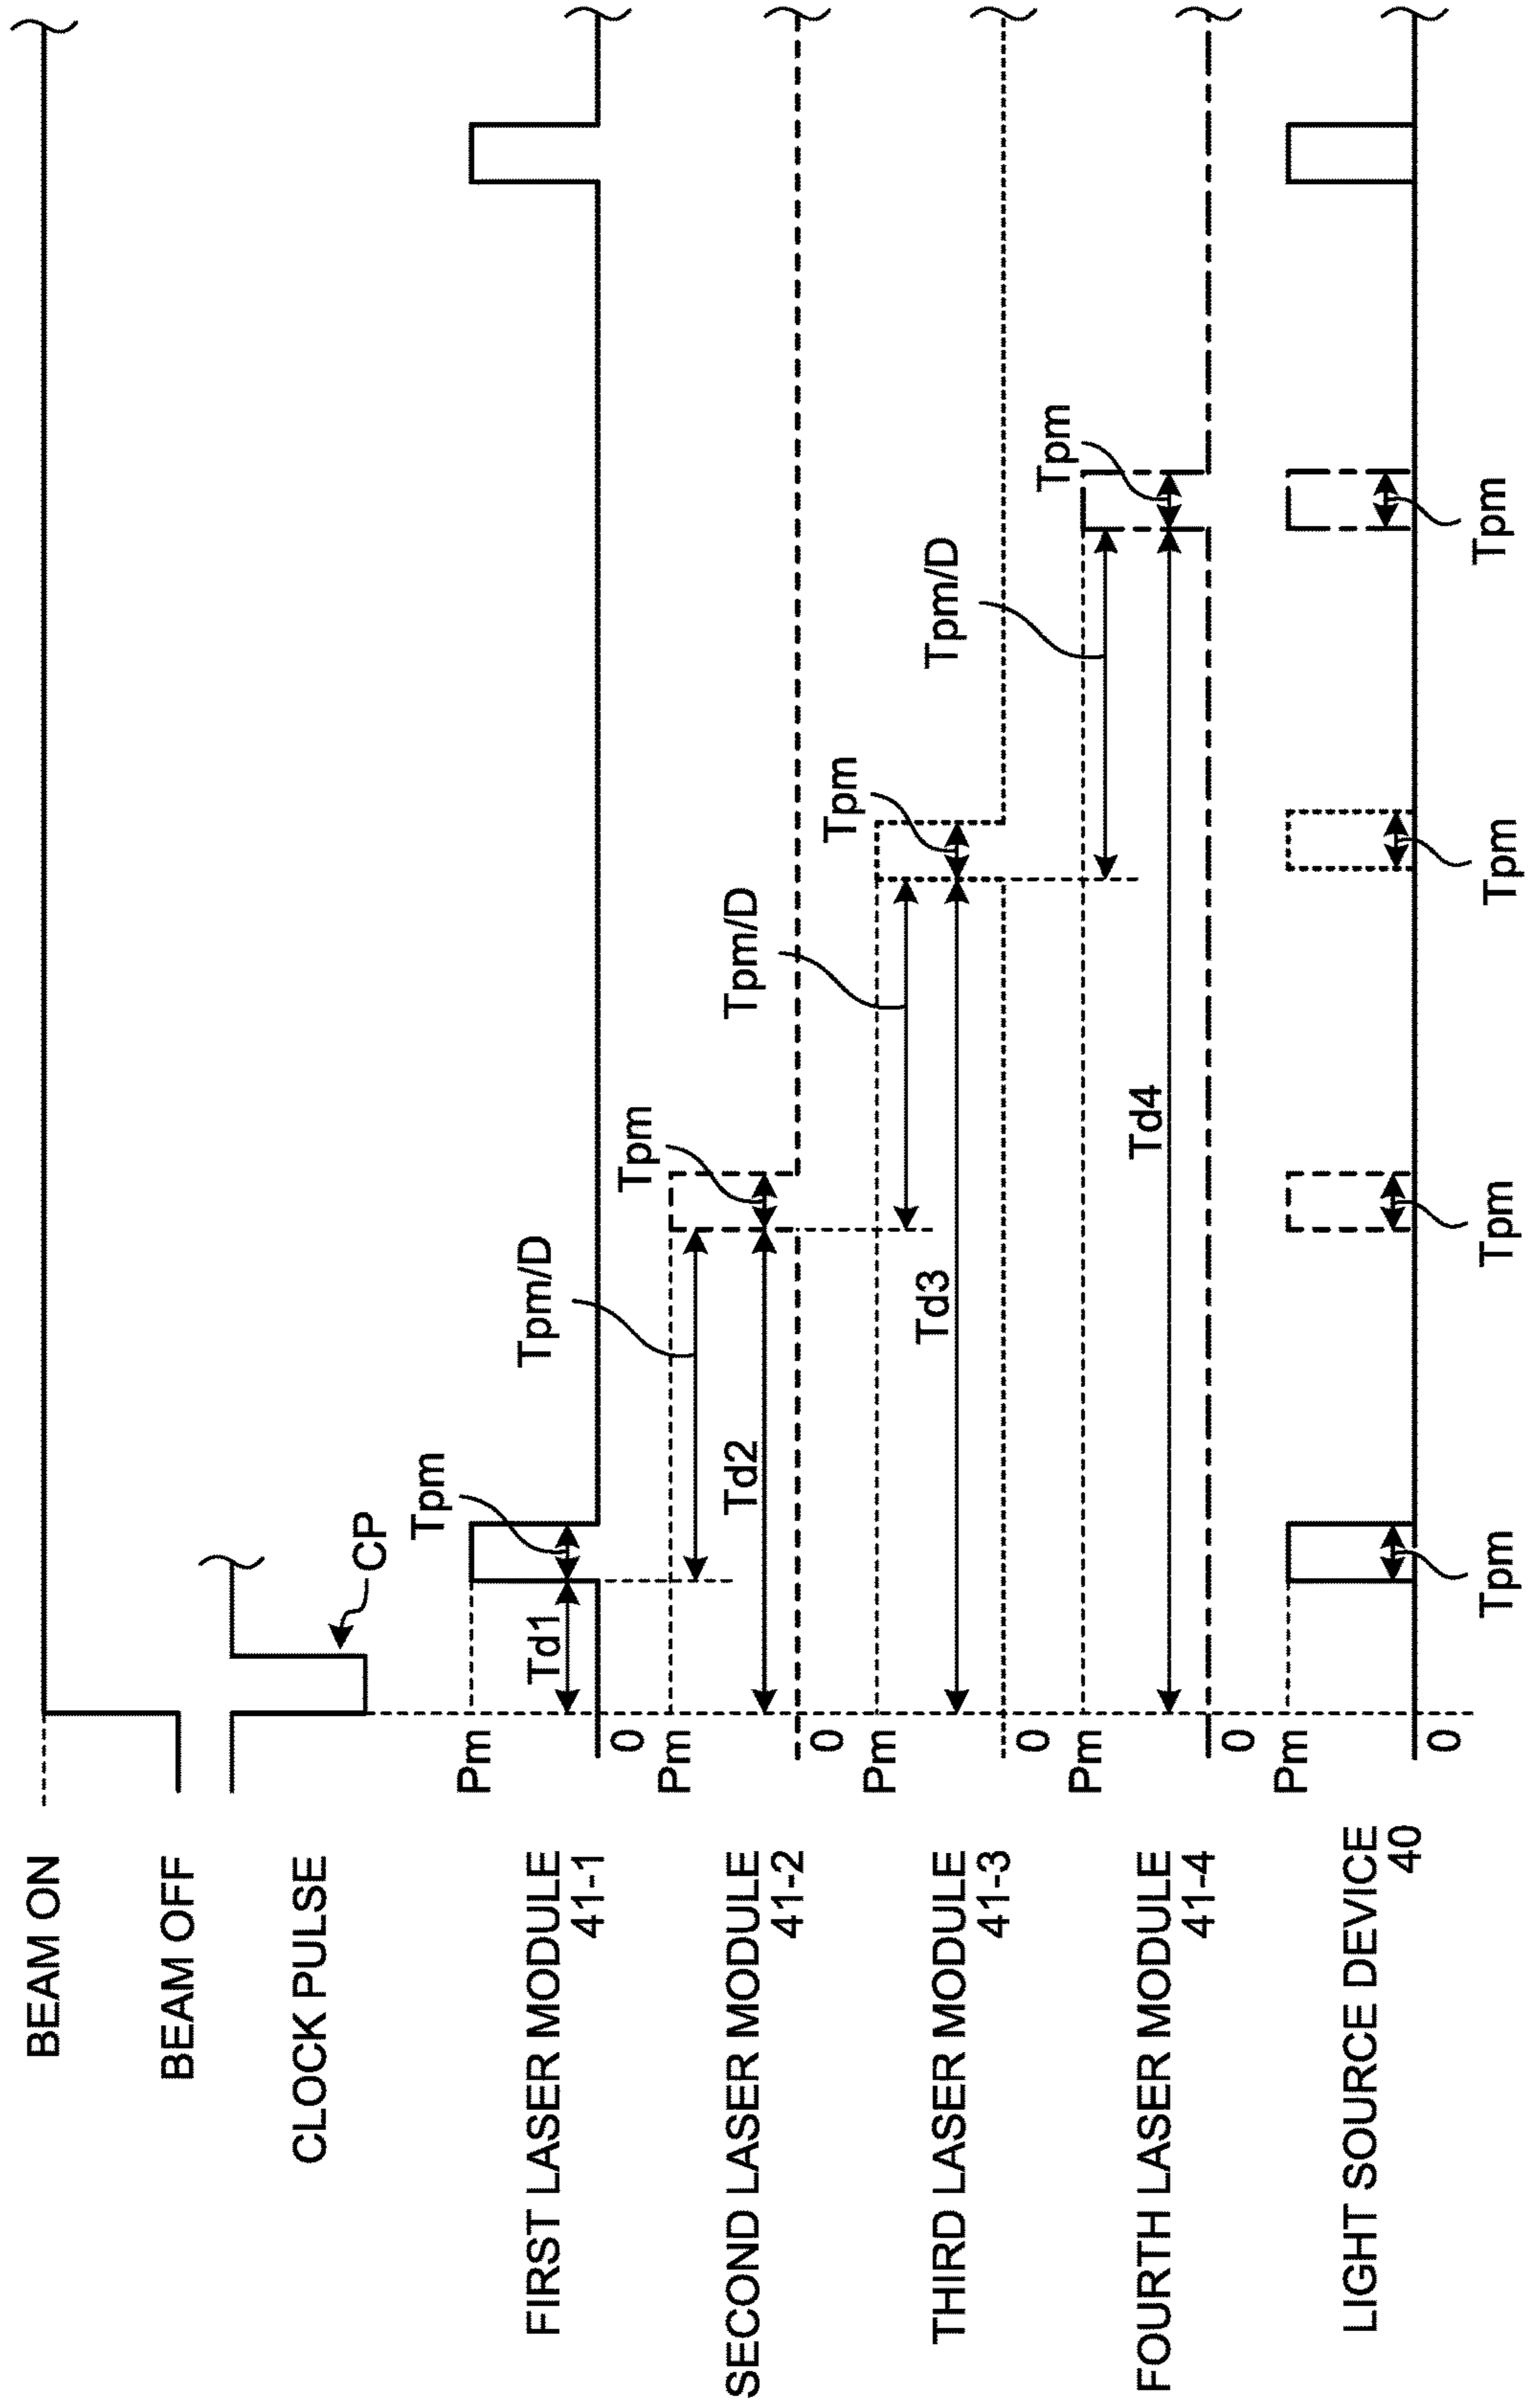 BEAM ON
BEAM OFF
CLOCK PULSE
CP
FIRST LASER MODULE
41-1
Pm
0
Td1
Tpm
SECOND LASER MODULE
41-2
Pm
0
Td2
Tpm/D
Tpm
THIRD LASER MODULE
41-3
Pm
0
Td3
Tpm/D
Tpm
FOURTH LASER MODULE
41-4
Pm
0
Td4
Tpm/D
Tpm
LIGHT SOURCE DEVICE
40
Pm
0
Tpm
Tpm
Tpm
Tpm